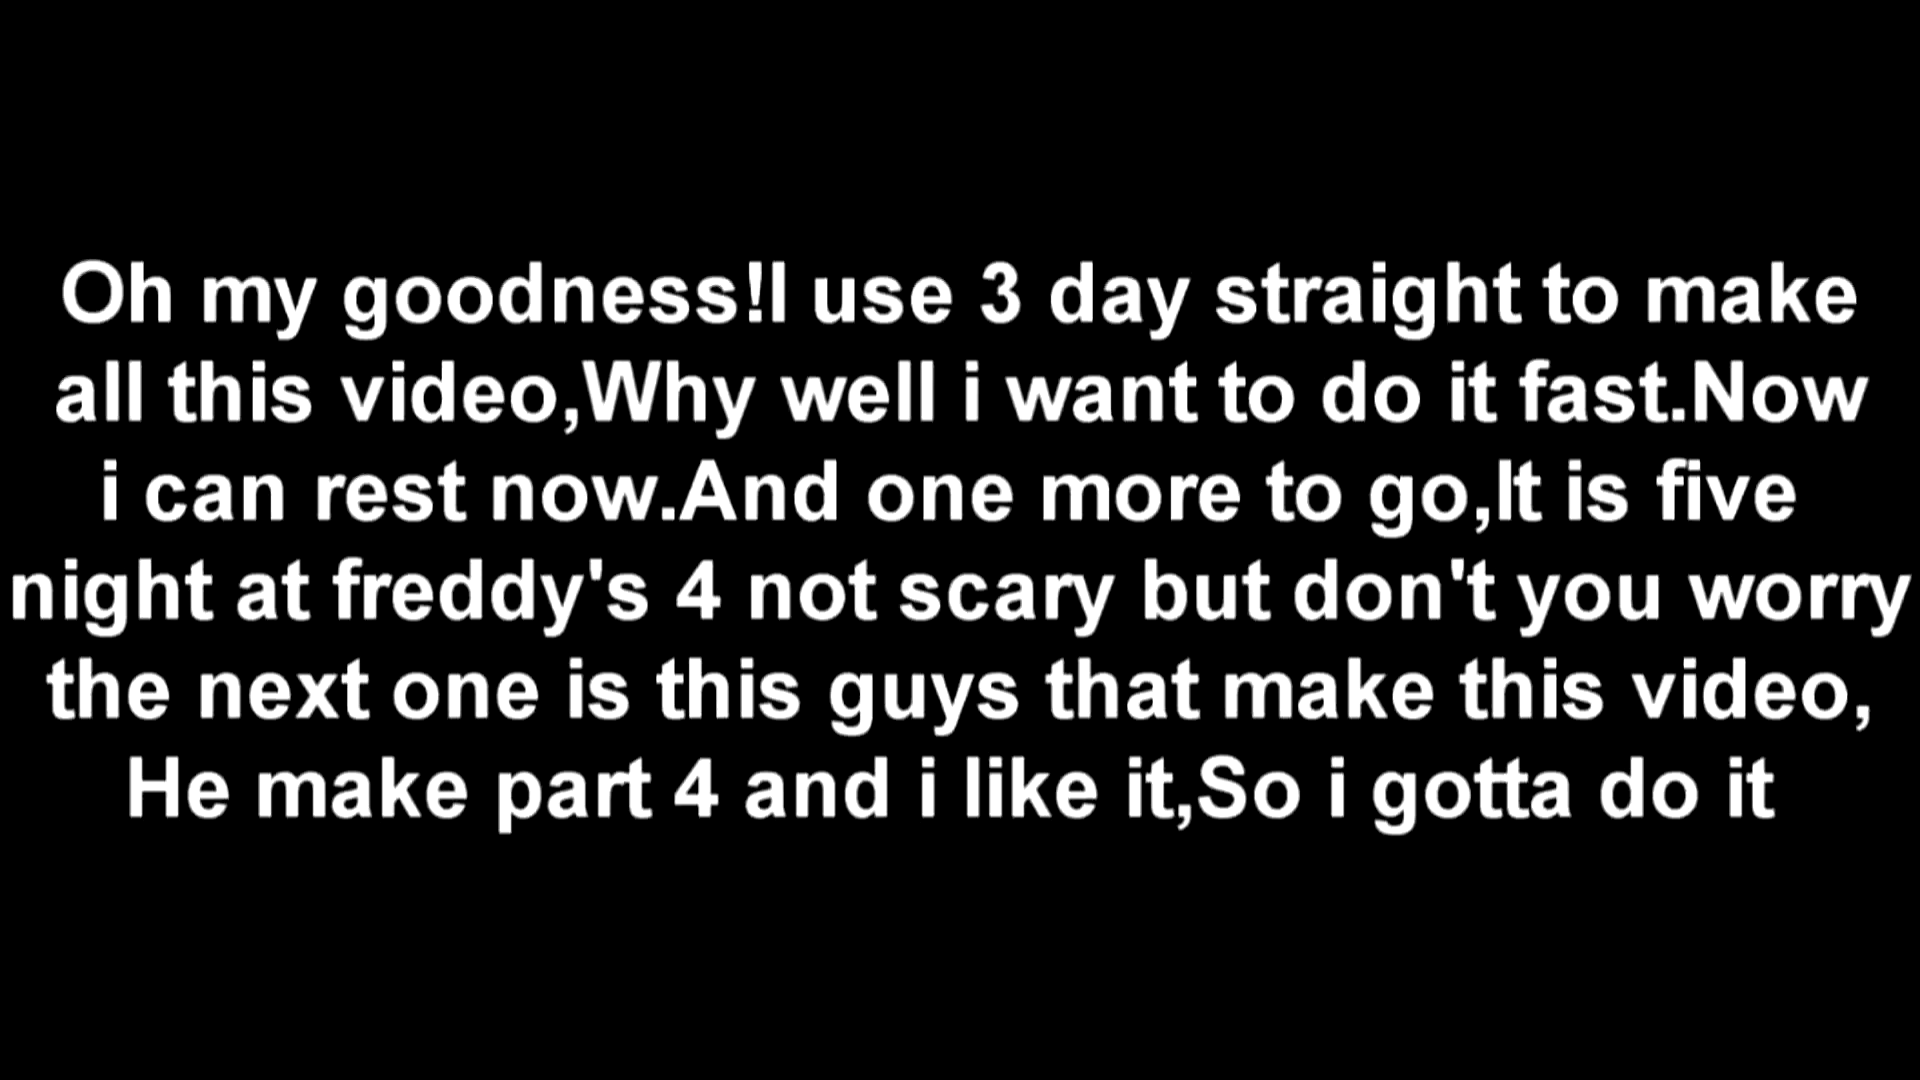 Oh my goodness!I use 3 day straight to make
all this video,Why well i want to do it fast.Now
i can rest now.And one more to go,It is five
night at freddy's 4 not scary but don't you worry
the next one is this guys that make this video,
He make part 4 and i like it,So i gotta do it